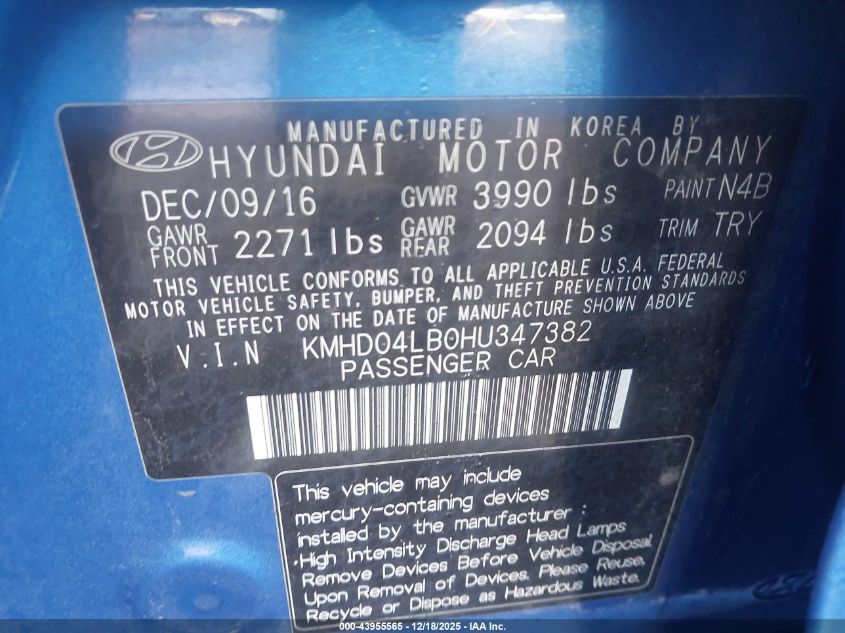 MANUFACTURED IN KOREA BY
HYUNDAI MOTOR COMPANY
DEC/09/16 GVWR 3990 lbs PAINT N4B
GAWR FRONT 2271 lbs GAWR REAR 2094 lbs TRIM TRY
THIS VEHICLE CONFORMS TO ALL APPLICABLE U.S.A. FEDERAL
MOTOR VEHICLE SAFETY, BUMPER, AND THEFT PREVENTION STANDARDS
IN EFFECT ON THE DATE OF MANUFACTURE SHOWN ABOVE
V.I.N KMHD04LB0HU347382
PASSENGER CAR
This vehicle may include
mercury-containing devices
installed by the manufacturer :
•High Intensity Discharge Head Lamps
Remove Devices Before Vehicle Disposal.
Upon Removal of Devices, Please Reuse,
Recycle or Dispose as Hazardous Waste.
000-43955565 - 12/18/2025 - IAA Inc.